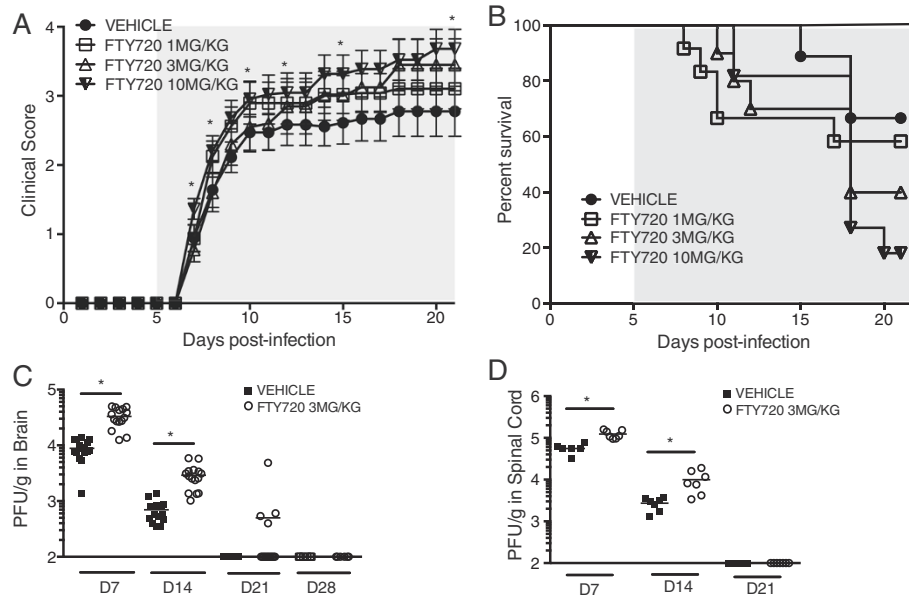 A
VEHICLE
FTY720 1MG/KG
FTY720 3MG/KG
FTY720 10MG/KG
* * * * * *
Clinical Score
4
3
2
1
0
0 5 10 15 20
Days post-infection
B
Percent survival
100
80
60
40
20
0
VEHICLE
FTY720 1MG/KG
FTY720 3MG/KG
FTY720 10MG/KG
0 5 10 15 20
Days post-infection
C
VEHICLE
FTY720 3MG/KG
* *
PFU/g in Brain
5
4
3
2
D7 D14 D21 D28
D
VEHICLE
FTY720 3MG/KG
* *
PFU/g in Spinal Cord
6
5
4
3
2
D7 D14 D21